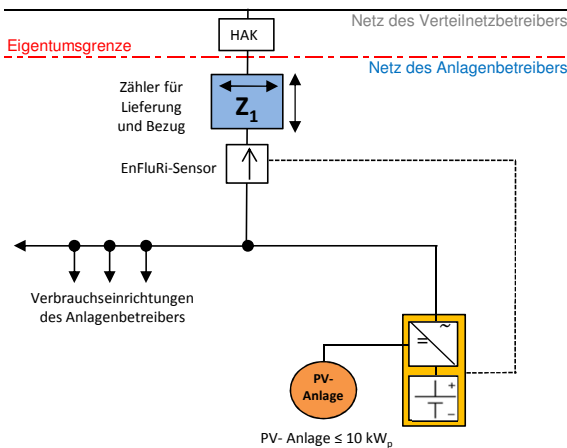 Netz des Verteilnetzbetreibers
HAK
Eigentumsgrenze
Netz des Anlagenbetreibers
Zähler für
Lieferung
und Bezug
Z1
EnFluRi-Sensor
Verbrauchseinrichtungen
des Anlagenbetreibers
~
=
PV-
Anlage
+
−
PV- Anlage ≤ 10 kWp